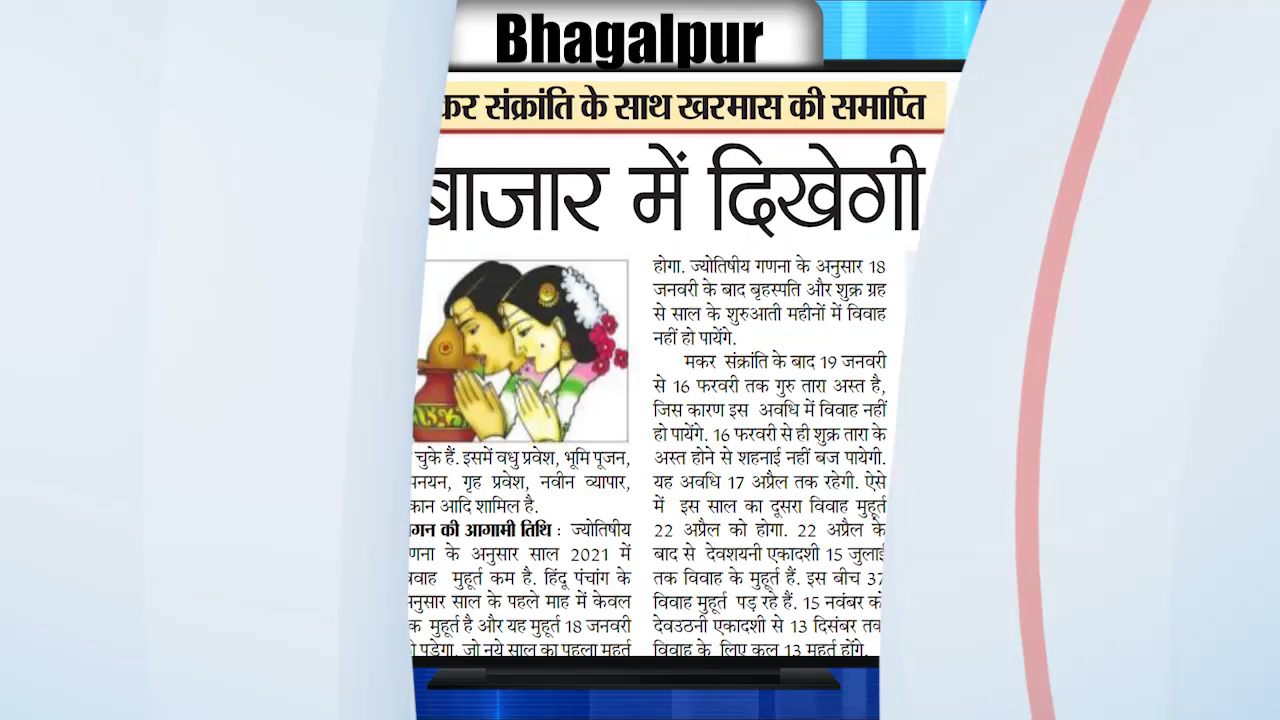 Bhagalpur
संक्रांति के साथ खरमास की समाप्ति
बाजार में दिखेगी
चुके हैं. इसमें वधु प्रवेश, भूमि पूजन,
गृह प्रवेश, नवीन व्यापार,
आदि शामिल है.
की आगामी तिथि : ज्योतिषीय
के अनुसार साल 2021 में
मुहूर्त कम है. हिंदू पंचांग के
साल के पहले माह में केवल
मुहूर्त है और यह मुहूर्त 18 जनवरी
पड़ेगा, जो नये साल का पहला मुहूर्त
होगा. ज्योतिषीय गणना के अनुसार 18
जनवरी के बाद बृहस्पति और शुक्र ग्रह
से साल के शुरुआती महीनों में विवाह
नहीं हो पायेंगे.
मकर संक्रांति के बाद 19 जनवरी
से 16 फरवरी तक गुरु तारा अस्त है,
जिस कारण इस अवधि में विवाह नहीं
हो पायेंगे. 16 फरवरी से ही शुक्र तारा के
अस्त होने से शहनाई नहीं बज पायेगी.
यह अवधि 17 अप्रैल तक रहेगी. ऐसे
में इस साल का दूसरा विवाह मुहूर्त
22 अप्रैल को होगा. 22 अप्रैल के
बाद से देवशयनी एकादशी 15 जुलाई
तक विवाह के मुहूर्त हैं. इस बीच 37
विवाह मुहूर्त पड़ रहे हैं. 15 नवंबर को
देवउठनी एकादशी से 13 दिसंबर तक
विवाह के लिए कुल 13 मुहूर्त होंगे.